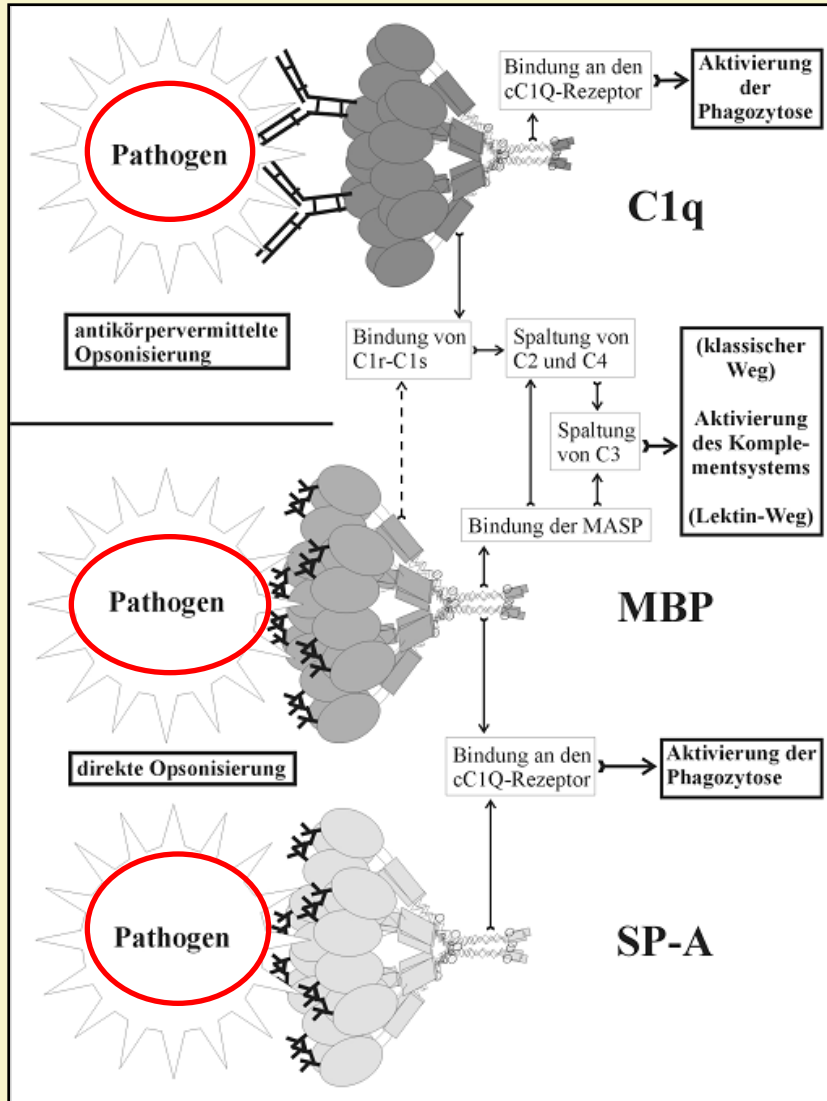 Bindung an den
cC1Q-Rezeptor
Aktivierung
der
Phagozytose
Pathogen
C1q
antikörpervermittelte
Opsonisierung
Bindung von
C1r-C1s
Spaltung von
C2 und C4
(klassischer
Weg)
Aktivierung
des Komple-
mentsystems
(Lektin-Weg)
Spaltung
von C3
Bindung der MASP
Pathogen
MBP
direkte Opsonisierung
Bindung an den
cC1Q-Rezeptor
Aktivierung der
Phagozytose
Pathogen
SP-A